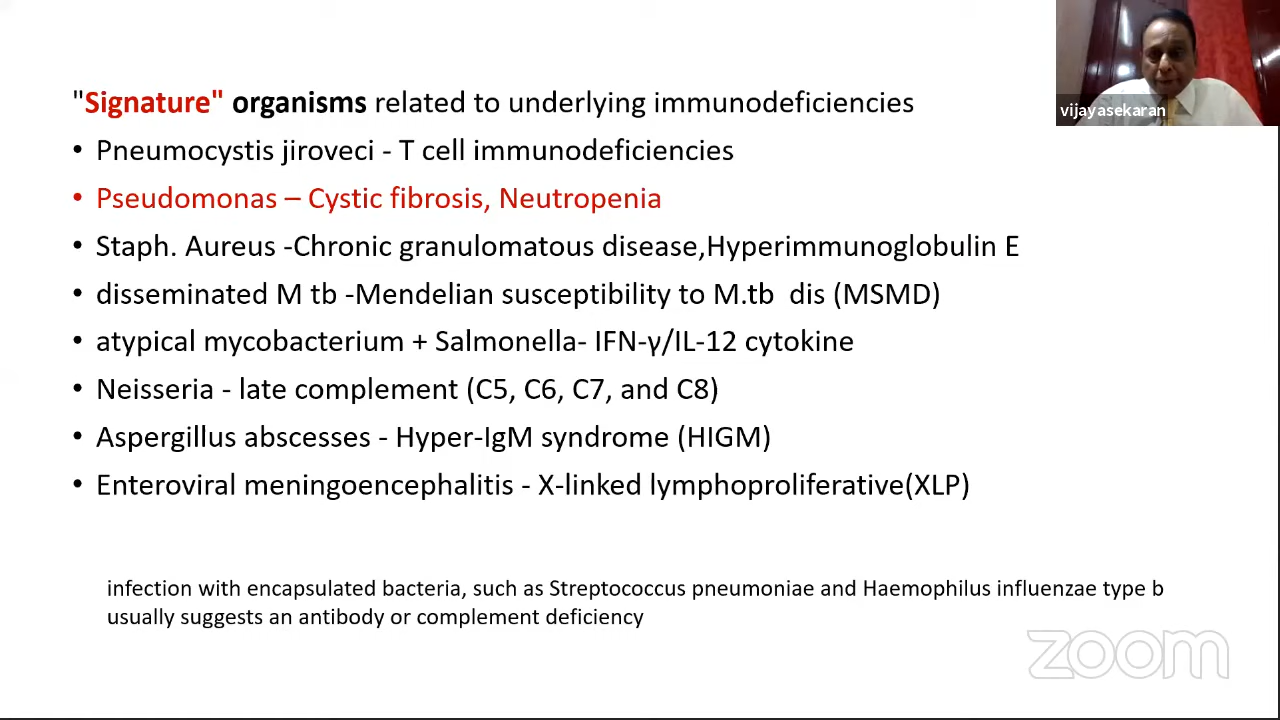 "Signature" organisms related to underlying immunodeficiencies
• Pneumocystis jiroveci - T cell immunodeficiencies
• Pseudomonas – Cystic fibrosis, Neutropenia
• Staph. Aureus -Chronic granulomatous disease,Hyperimmunoglobulin E
• disseminated M tb -Mendelian susceptibility to M.tb dis (MSMD)
• atypical mycobacterium + Salmonella- IFN-γ/IL-12 cytokine
• Neisseria - late complement (C5, C6, C7, and C8)
• Aspergillus abscesses - Hyper-IgM syndrome (HIGM)
• Enteroviral meningoencephalitis - X-linked lymphoproliferative(XLP)
infection with encapsulated bacteria, such as Streptococcus pneumoniae and Haemophilus influenzae type b
usually suggests an antibody or complement deficiency
vijayasekaran
zoom